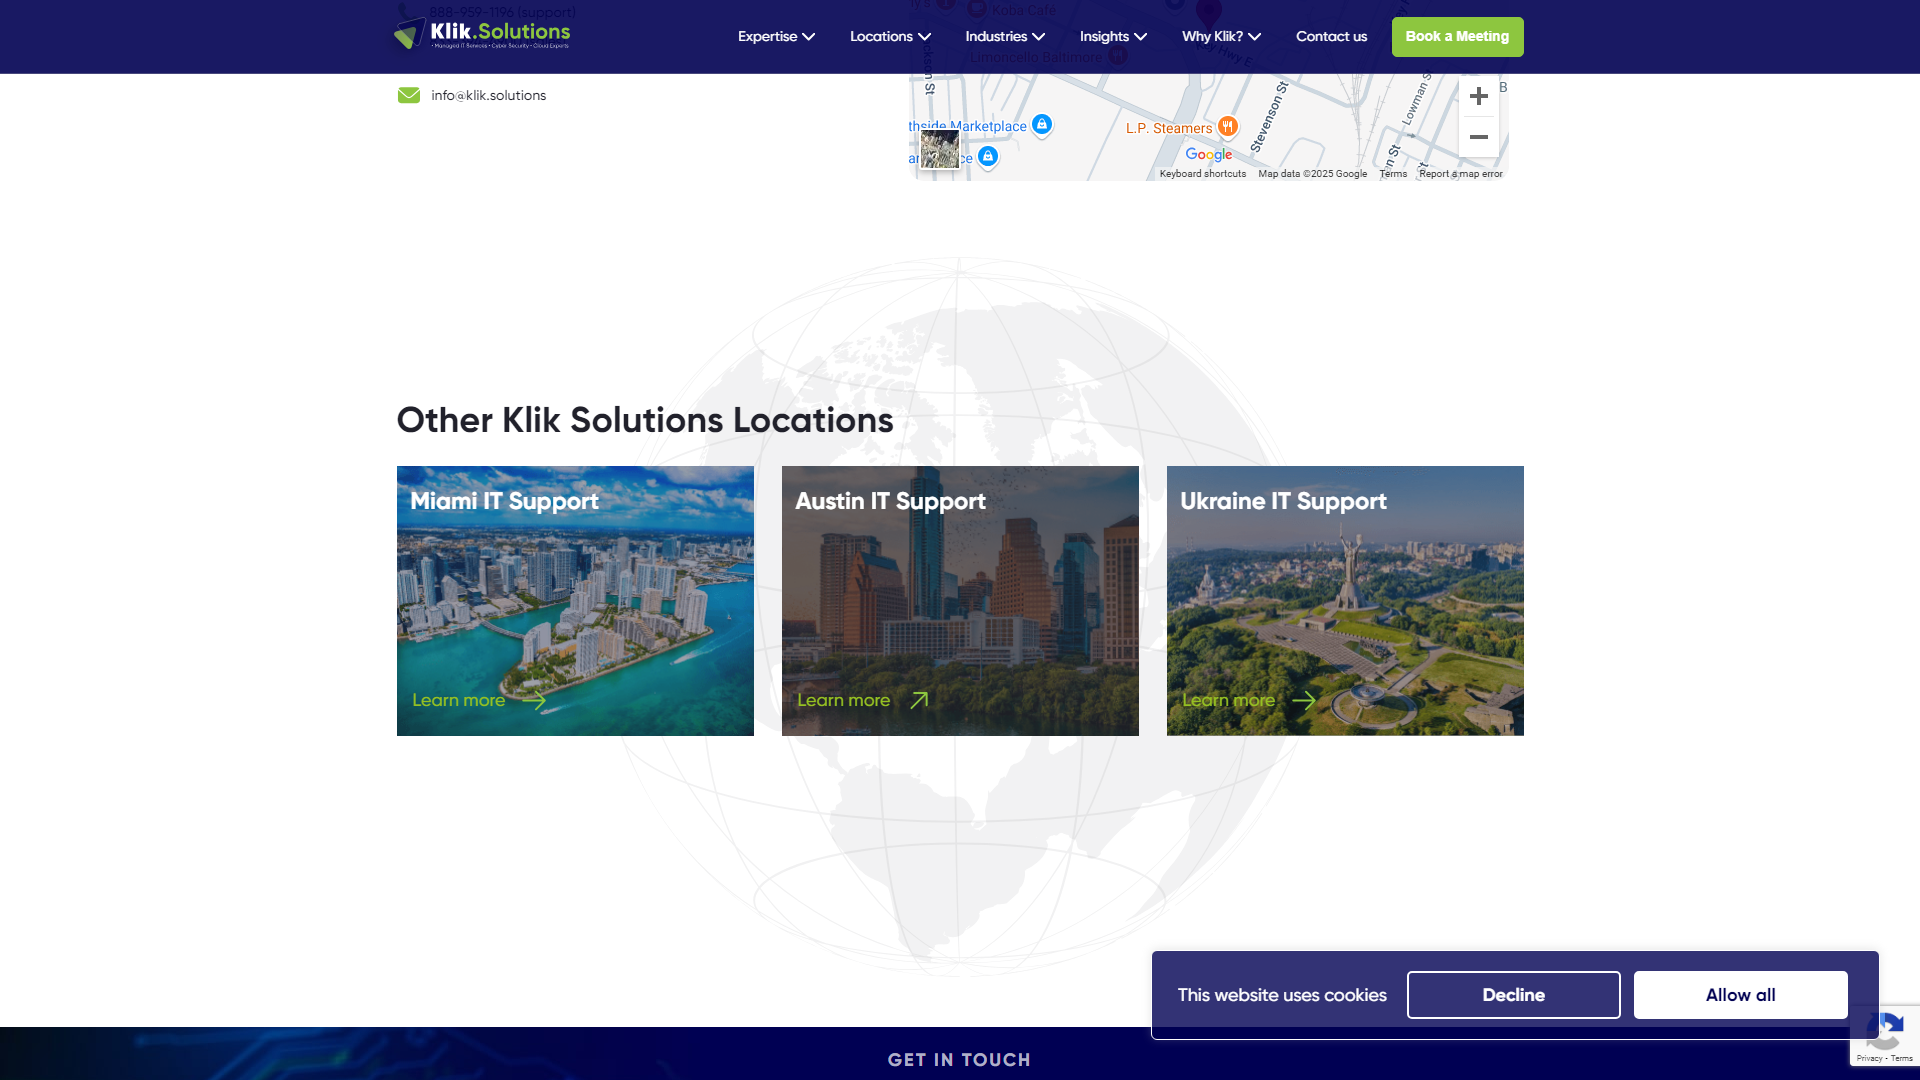 888-959-1196 (support)
Klik.Solutions
• Managed IT Services • Cyber Security • Cloud Experts
Expertise
Locations
Industries
Insights
Why Klik?
Contact us
Book a Meeting
info@klik.solutions
Koba Café
Limoncello Baltimore
Key Hwy E
ckson St
thside Marketplace
L.P. Steamers
Stevenson St
Lowman S
B
Google
Keyboard shortcuts
Map data ©2025 Google
Terms
Report a map error
Other Klik Solutions Locations
Miami IT Support
Learn more
Austin IT Support
Learn more
Ukraine IT Support
Learn more
This website uses cookies
Decline
Allow all
GET IN TOUCH
Privacy - Terms